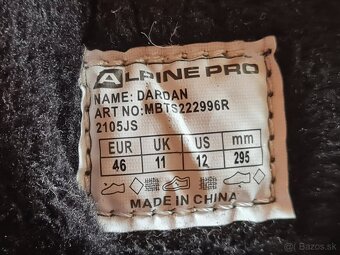 ALPINE PRO
NAME: DARDAN
ART NO: MBTS222996R
2105JS
EUR UK US mm
46 11 12 295
MADE IN CHINA
bazos.sk